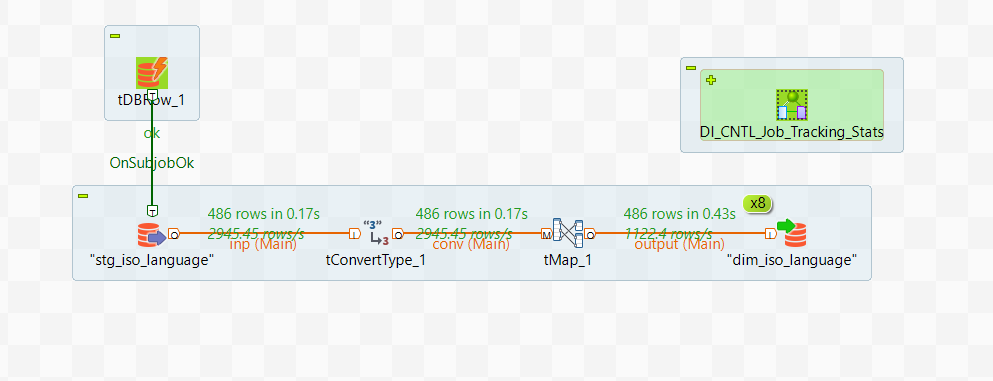 tDBRow_1
ok
OnSubjobOk
DI_CNTL_Job_Tracking_Stats
x8
486 rows in 0.17s
2945.45 rows/s
inp (Main)
486 rows in 0.17s
2945.45 rows/s
conv (Main)
486 rows in 0.43s
1122.4 rows/s
output (Main)
"3"
3
"stg_iso_language"
tConvertType_1
tMap_1
"dim_iso_language"